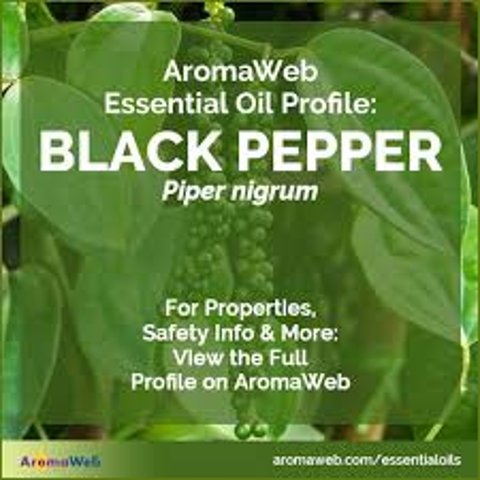 AromaWeb
Essential Oil Profile:
BLACK PEPPER
Piper nigrum
For Properties,
Safety Info & More:
View the Full
Profile on AromaWeb
AromaWeb
aromaweb.com/essentialoils